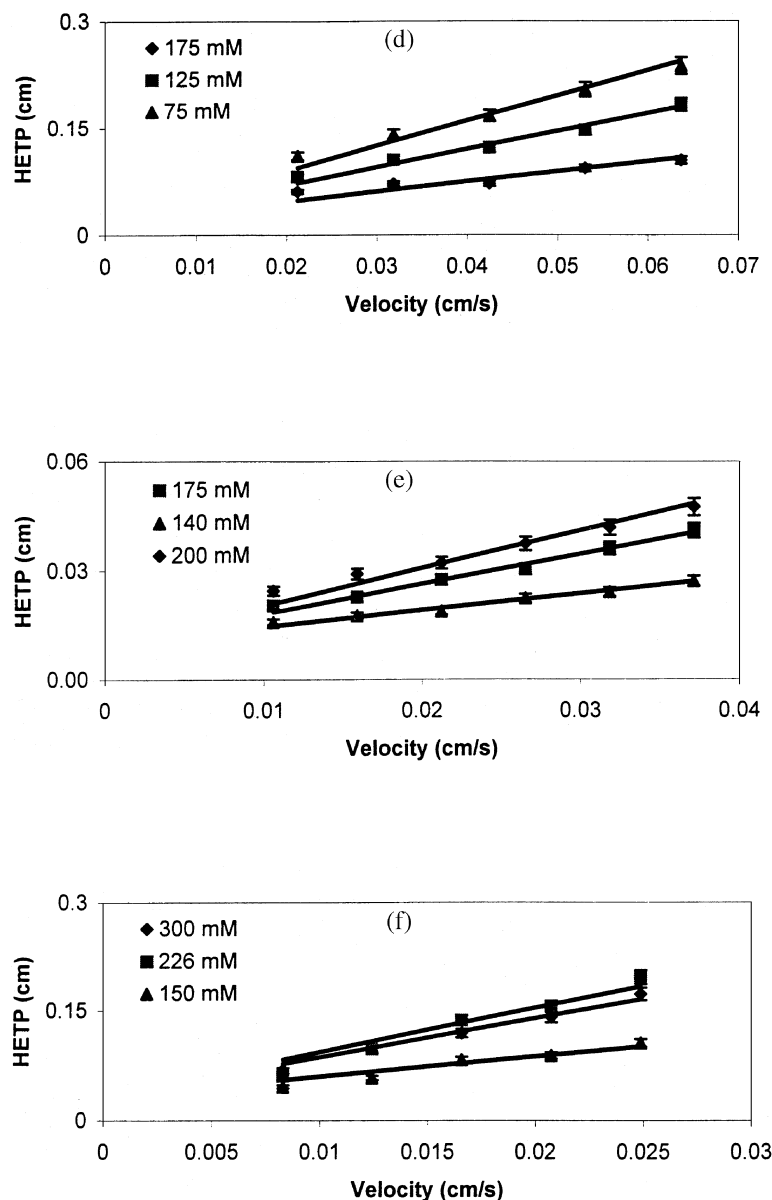 0.3
(d)
175 mM
125 mM
75 mM
HETP (cm)
0.15
0
0 0.01 0.02 0.03 0.04 0.05 0.06 0.07
Velocity (cm/s)
0.06
(e)
175 mM
140 mM
200 mM
HETP (cm)
0.03
0.00
0 0.01 0.02 0.03 0.04
Velocity (cm/s)
0.3
(f)
300 mM
226 mM
150 mM
HETP (cm)
0.15
0
0 0.005 0.01 0.015 0.02 0.025 0.03
Velocity (cm/s)